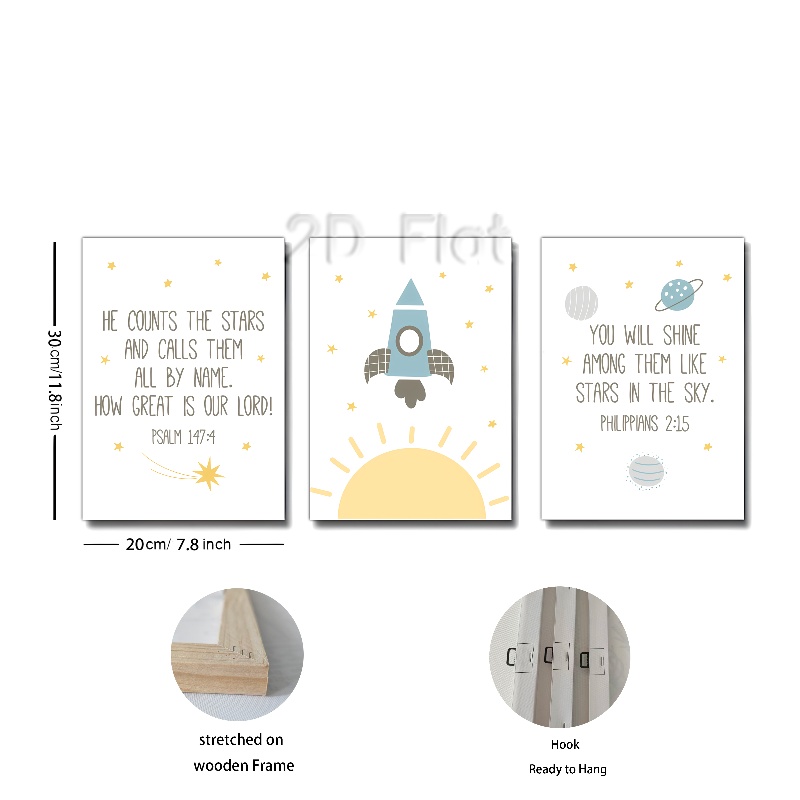 2D Flat
HE COUNTS THE STARS
AND CALLS THEM
ALL BY NAME.
HOW GREAT IS OUR LORD!
PSALM 147:4
YOU WILL SHINE
AMONG THEM LIKE
STARS IN THE SKY.
PHILIPPIANS 2:15
30cm/11.8inch
20cm/ 7.8 inch
stretched on
wooden Frame
Hook
Ready to Hang